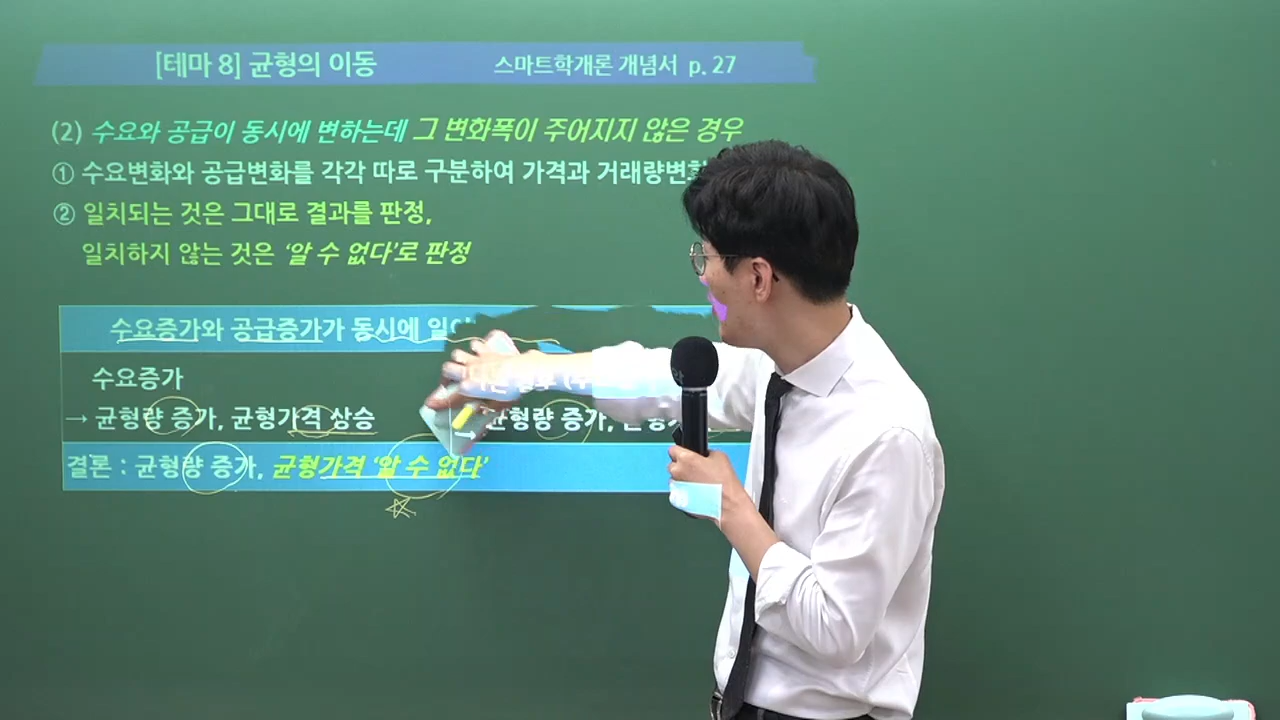 [테마 8] 균형의 이동 스마트학개론 개념서 p. 27
(2) 수요와 공급이 동시에 변하는데 그 변화폭이 주어지지 않은 경우
① 수요변화와 공급변화를 각각 따로 구분하여 가격과 거래량변화
② 일치되는 것은 그대로 결과를 판정,
일치하지 않는 것은 '알 수 없다'로 판정
수요증가와 공급증가가 동시에
수요증가
→ 균형량 증가, 균형가격 상승
→ 균형량 증가,
결론 : 균형량 증가, 균형가격 '알 수 없다'